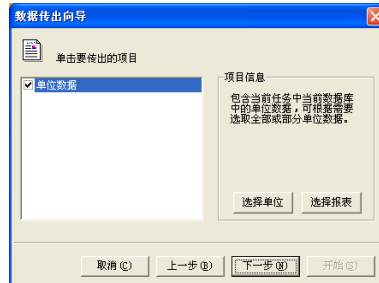 数据传出向导
单击要传出的项目
单位数据
项目信息
包含当前任务中当前数据库
中的单位数据，可根据需要
选取全部或部分单位数据。
选择单位
选择报表
取消(C)
上一步(B)
下一步(N)
开始(S)